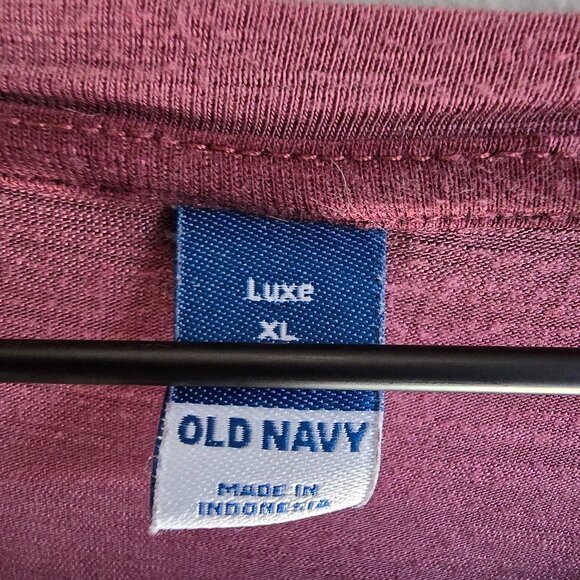 Luxe
XL
OLD NAVY
MADE IN
INDONESIA